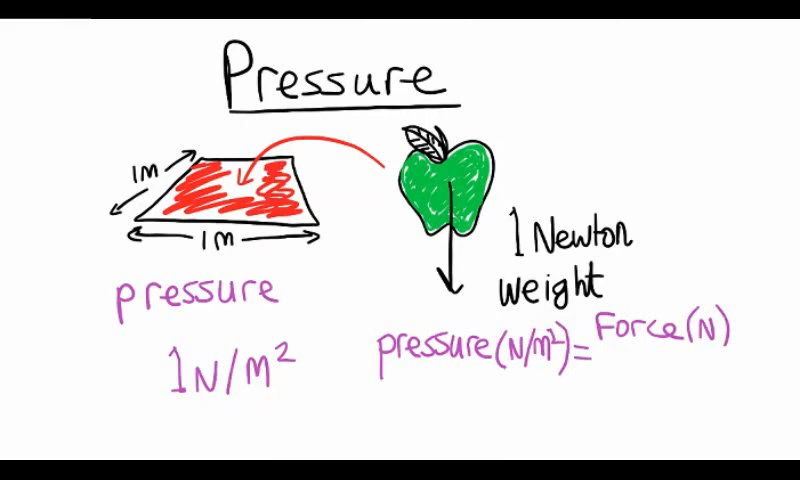 Pressure
1M
1M
1 Newton
weight
pressure
1N/m²
pressure(N/m²)=Force(N)